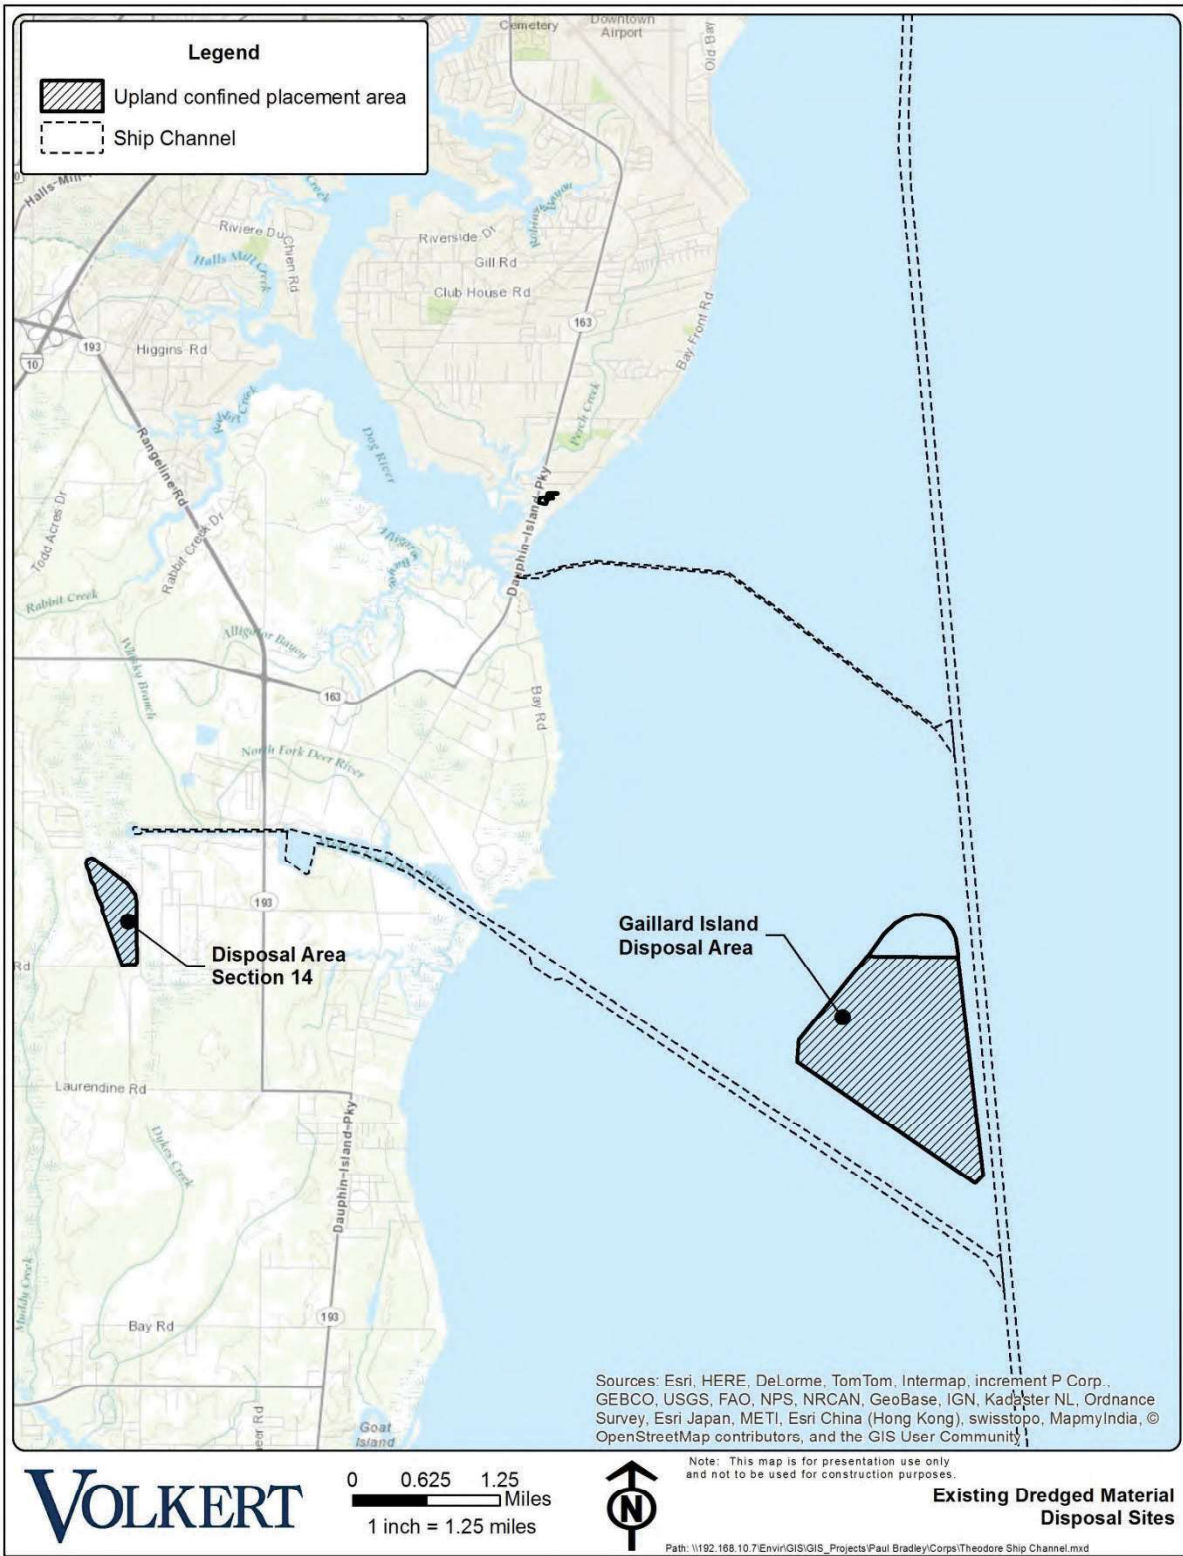 Legend
Upland confined placement area
Ship Channel
Cemetery
Downtown
Airport
Old Bay
Halls-Mill
Creek
Riviere Du
Chien Rd
Halls Mill Creek
Riverside Dr
Gill Rd
Club House Rd
Bayou
163
Bay Front Rd
Perch Creek
193
10
Higgins Rd
Rangeline Rd
Dog River
Todd Acres Dr
Rabbit Creek Dr
Rabbit Creek
Dauphin-Island-Pky
Alligator Bayou
Whisky Branch
163
Bay Rd
North Fork Deer River
193
Rd
Disposal Area
Section 14
Gaillard Island
Disposal Area
Laurendine Rd
Dykes Creek
Dauphin-Island-Pky
Muddy Creek
193
Bay Rd
Goat
Island
eer Rd
Sources: Esri, HERE, DeLorme, TomTom, Intermap, increment P Corp.,
GEBCO, USGS, FAO, NPS, NRCAN, GeoBase, IGN, Kadaster NL, Ordnance
Survey, Esri Japan, METI, Esri China (Hong Kong), swisstopo, MapmyIndia, ©
OpenStreetMap contributors, and the GIS User Community
VOLKERT
0 0.625 1.25
Miles
1 inch = 1.25 miles
N
Note: This map is for presentation use only
and not to be used for construction purposes.
Existing Dredged Material
Disposal Sites
Path: \\192.168.10.7\Envir\GIS\GIS_Projects\Paul Bradley\Corps\Theodore Ship Channel.mxd